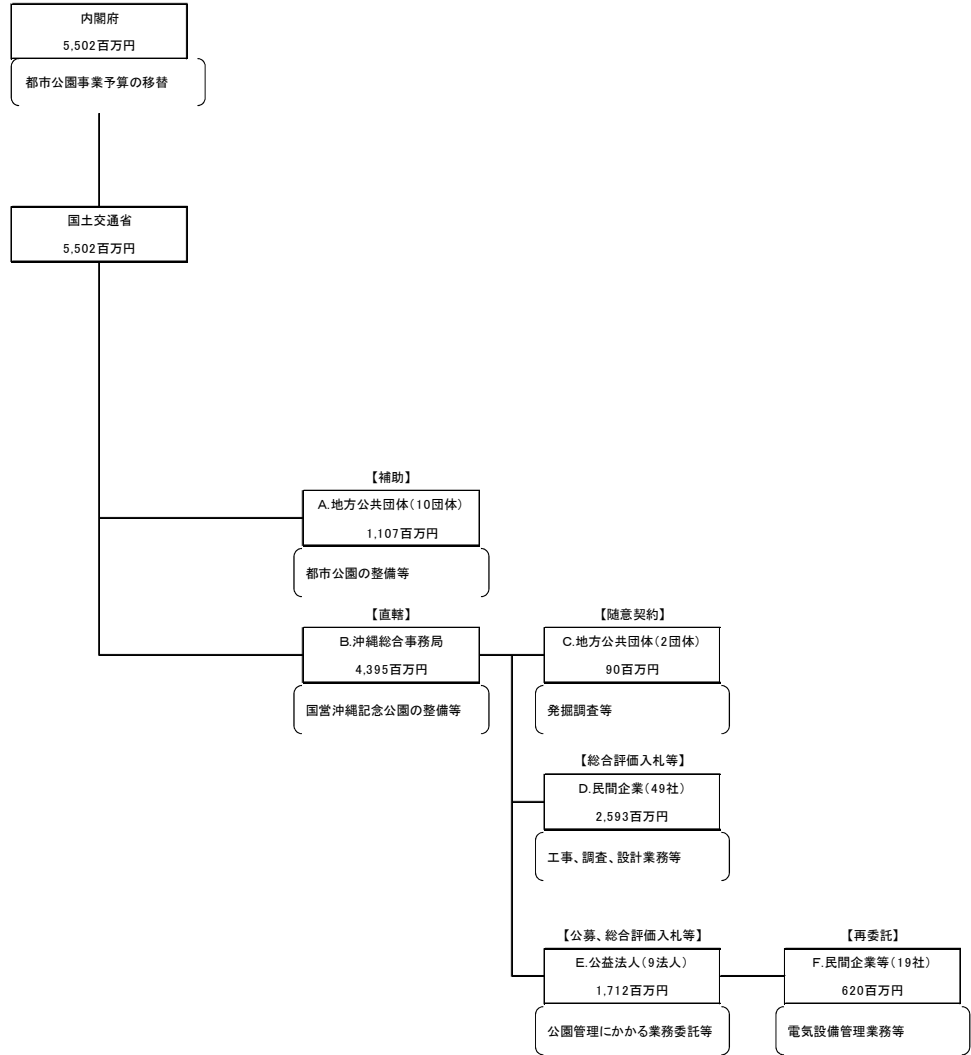 内閣府
5,502百万円
都市公園事業予算の移替
国土交通省
5,502百万円
【補助】
A.地方公共団体(10団体)
1,107百万円
都市公園の整備等
【直轄】
B.沖縄総合事務局
4,395百万円
国営沖縄記念公園の整備等
【随意契約】
C.地方公共団体(2団体)
90百万円
発掘調査等
【総合評価入札等】
D.民間企業(49社)
2,593百万円
工事、調査、設計業務等
【公募、総合評価入札等】
E.公益法人(9法人)
1,712百万円
公園管理にかかる業務委託等
【再委託】
F.民間企業等(19社)
620百万円
電気設備管理業務等